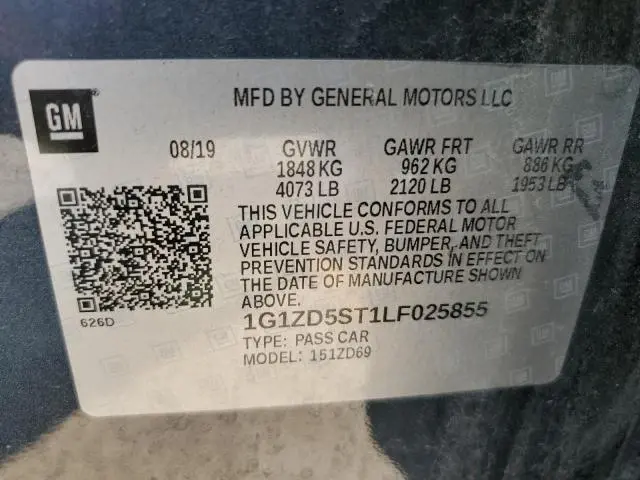 GM
MFD BY GENERAL MOTORS LLC
08/19 GVWR GAWR FRT GAWR RR
1848 KG 962 KG 886 KG
4073 LB 2120 LB 1953 LB
THIS VEHICLE CONFORMS TO ALL
APPLICABLE U.S. FEDERAL MOTOR
VEHICLE SAFETY, BUMPER, AND THEFT
PREVENTION STANDARDS IN EFFECT ON
THE DATE OF MANUFACTURE SHOWN
ABOVE.
626D
1G1ZD5ST1LF025855
TYPE: PASS CAR
MODEL: 151ZD69